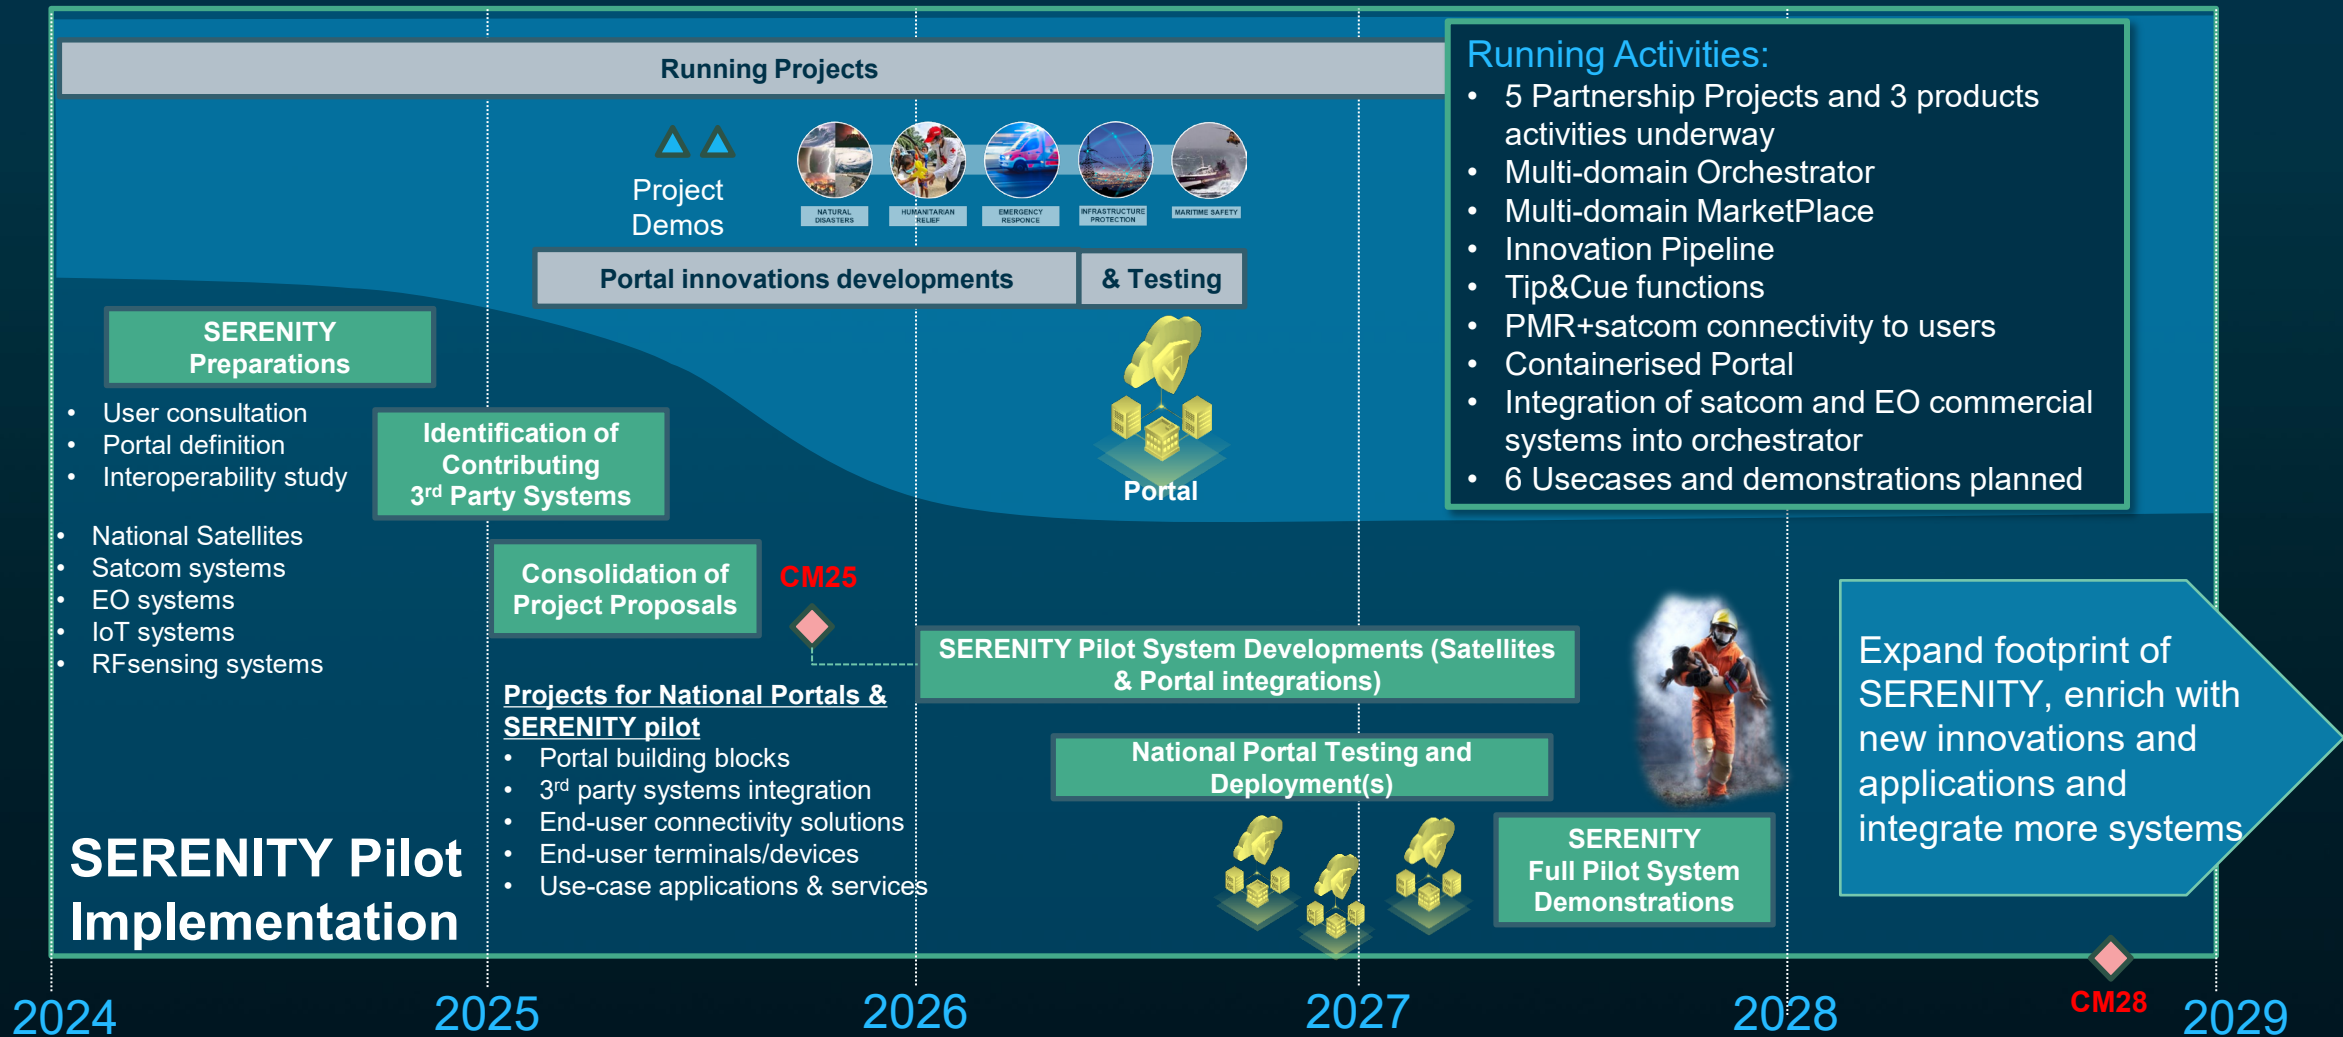 Running Projects
Project
Demos
NATURAL
DISASTERS
HUMANITARIAN
RELIEF
EMERGENCY
RESPONCE
INFRASTRUCTURE
PROTECTION
MARITIME SAFETY
Portal innovations developments
& Testing
Portal
Running Activities:
• 5 Partnership Projects and 3 products
activities underway
• Multi-domain Orchestrator
• Multi-domain MarketPlace
• Innovation Pipeline
• Tip&Cue functions
• PMR+satcom connectivity to users
• Containerised Portal
• Integration of satcom and EO commercial
systems into orchestrator
• 6 Usecases and demonstrations planned
SERENITY
Preparations
• User consultation
• Portal definition
• Interoperability study
• National Satellites
• Satcom systems
• EO systems
• IoT systems
• RFsensing systems
Identification of
Contributing
3rd Party Systems
Consolidation of
Project Proposals
CM25
Projects for National Portals &
SERENITY pilot
• Portal building blocks
• 3rd party systems integration
• End-user connectivity solutions
• End-user terminals/devices
• Use-case applications & services
SERENITY Pilot System Developments (Satellites
& Portal integrations)
National Portal Testing and
Deployment(s)
SERENITY
Full Pilot System
Demonstrations
Expand footprint of
SERENITY, enrich with
new innovations and
applications and
integrate more systems
SERENITY Pilot
Implementation
CM28
2024
2025
2026
2027
2028
2029